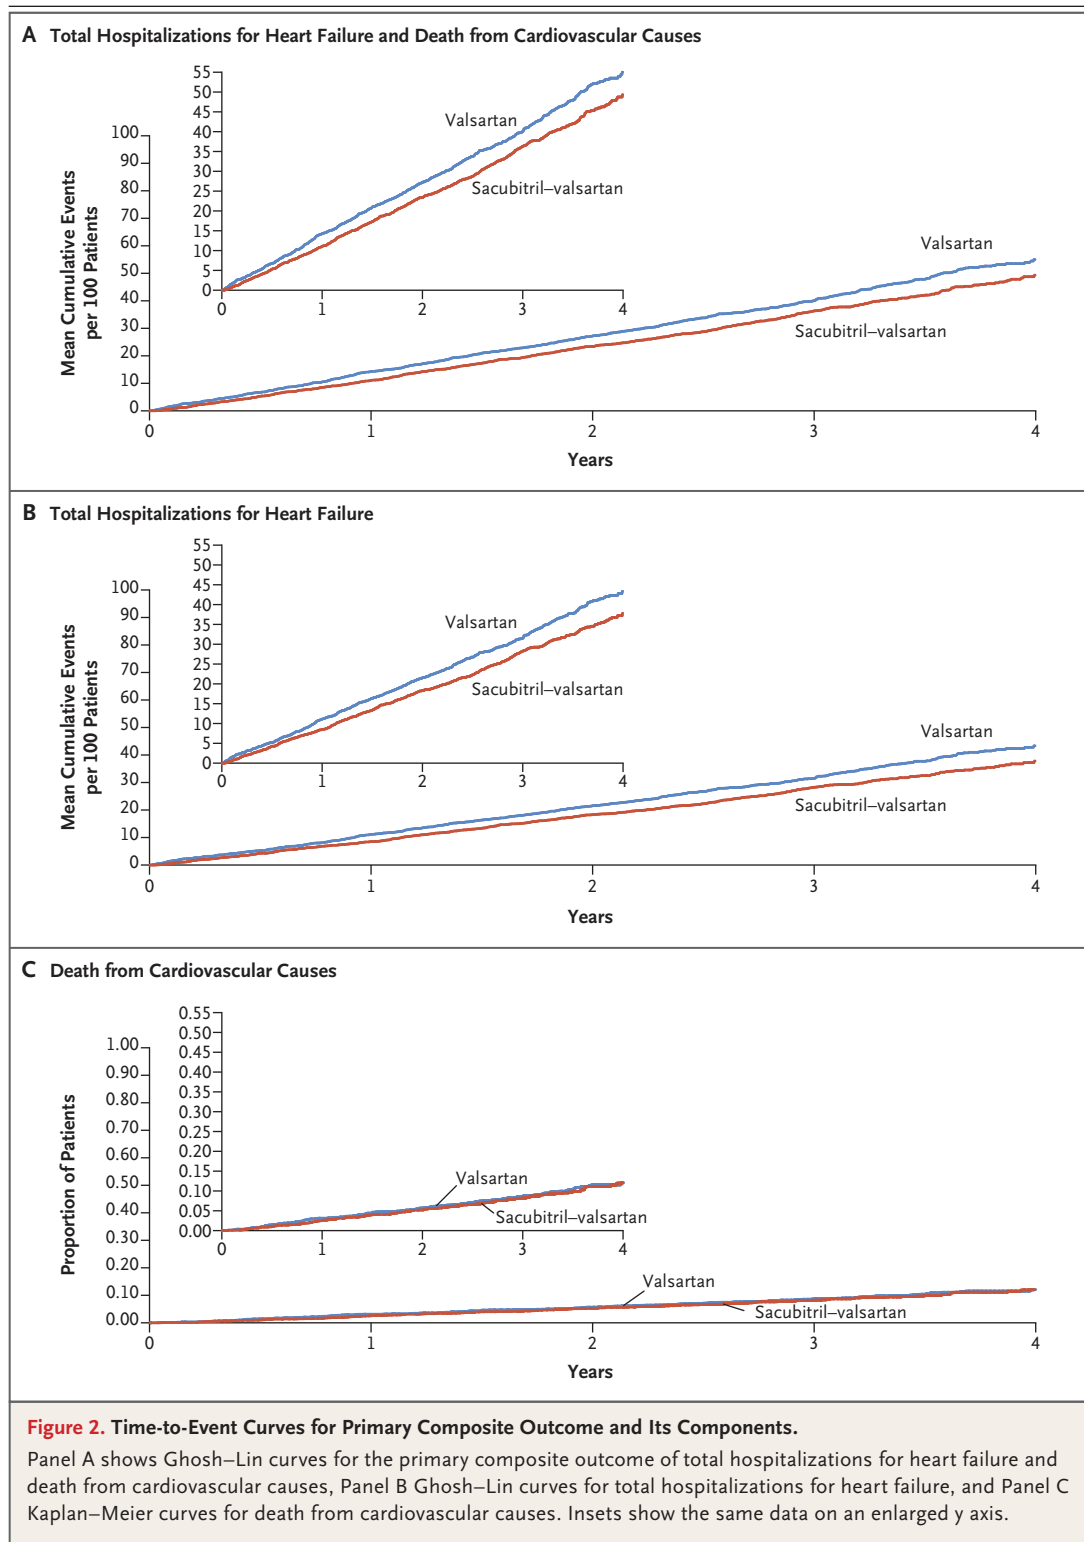 A Total Hospitalizations for Heart Failure and Death from Cardiovascular Causes
Mean Cumulative Events
per 100 Patients
100
90
80
70
60
50
40
30
20
10
0
55
50
45
40
35
30
25
20
15
10
5
0
Valsartan
Sacubitril–valsartan
0 1 2 3 4
Valsartan
Sacubitril–valsartan
0 1 2 3 4
Years
B Total Hospitalizations for Heart Failure
Mean Cumulative Events
per 100 Patients
100
90
80
70
60
50
40
30
20
10
0
55
50
45
40
35
30
25
20
15
10
5
0
Valsartan
Sacubitril–valsartan
0 1 2 3 4
Valsartan
Sacubitril–valsartan
0 1 2 3 4
Years
C Death from Cardiovascular Causes
Proportion of Patients
1.00
0.90
0.80
0.70
0.60
0.50
0.40
0.30
0.20
0.10
0.00
0.55
0.50
0.45
0.40
0.35
0.30
0.25
0.20
0.15
0.10
0.05
0.00
Valsartan
Sacubitril–valsartan
0 1 2 3 4
Valsartan
Sacubitril–valsartan
0 1 2 3 4
Years
Figure 2. Time-to-Event Curves for Primary Composite Outcome and Its Components.
Panel A shows Ghosh–Lin curves for the primary composite outcome of total hospitalizations for heart failure and
death from cardiovascular causes, Panel B Ghosh–Lin curves for total hospitalizations for heart failure, and Panel C
Kaplan–Meier curves for death from cardiovascular causes. Insets show the same data on an enlarged y axis.